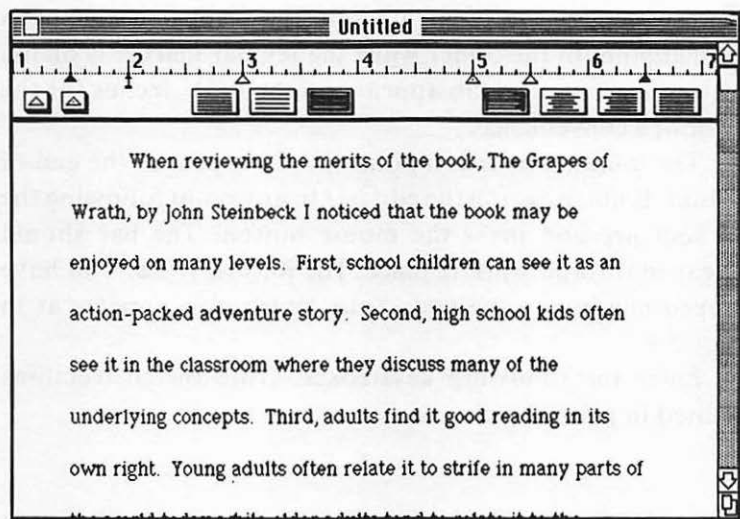 Untitled
1 2 3 4 5 6 7
When reviewing the merits of the book, The Grapes of
Wrath, by John Steinbeck I noticed that the book may be
enjoyed on many levels. First, school children can see it as an
action-packed adventure story. Second, high school kids often
see it in the classroom where they discuss many of the
underlying concepts. Third, adults find it good reading in its
own right. Young adults often relate it to strife in many parts of